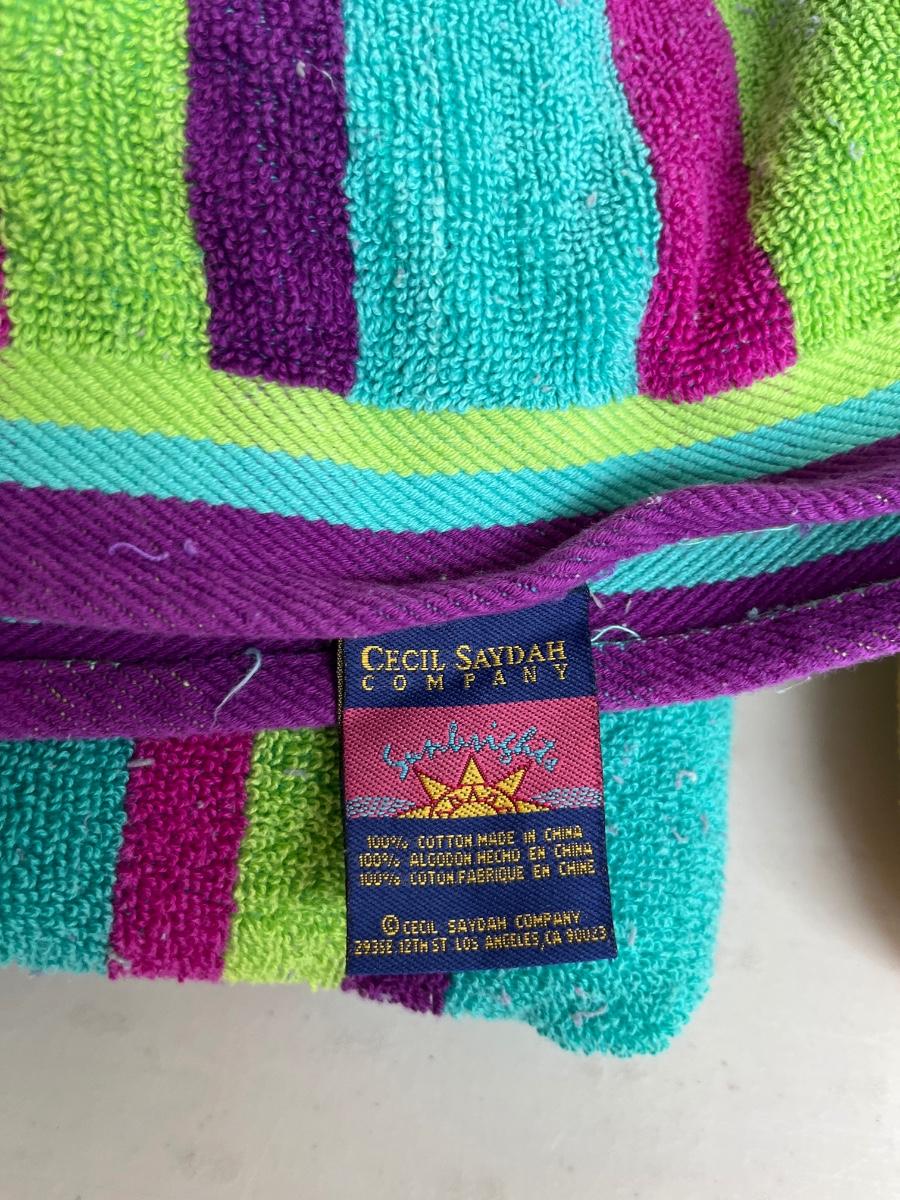 CECIL SAYDAH
COMPANY
Sunbrights
100% COTTON.MADE IN CHINA
100% ALGODON.HECHO EN CHINA
100% COTON.FABRIQUE EN CHINE
©CECIL SAYDAH COMPANY
2935E.12TH ST LOS ANGELES,CA 90023